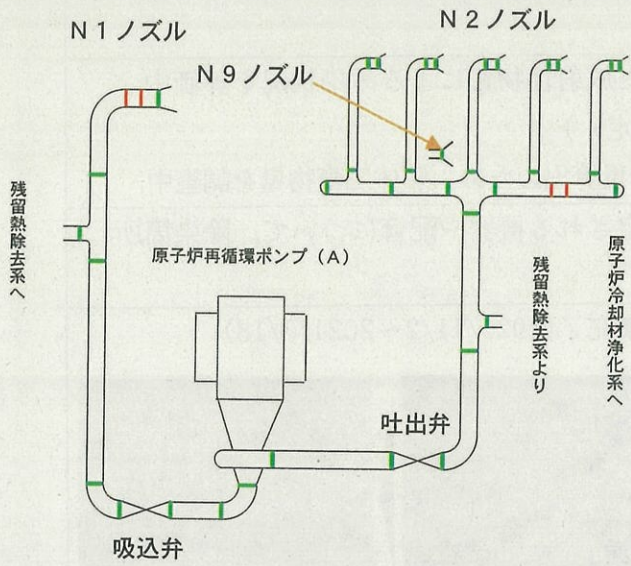 N1ノズル
N2ノズル
N9ノズル
残留熱除去系へ
原子炉再循環ポンプ（A）
残留熱除去系より
原子炉冷却材浄化系へ
吐出弁
吸込弁